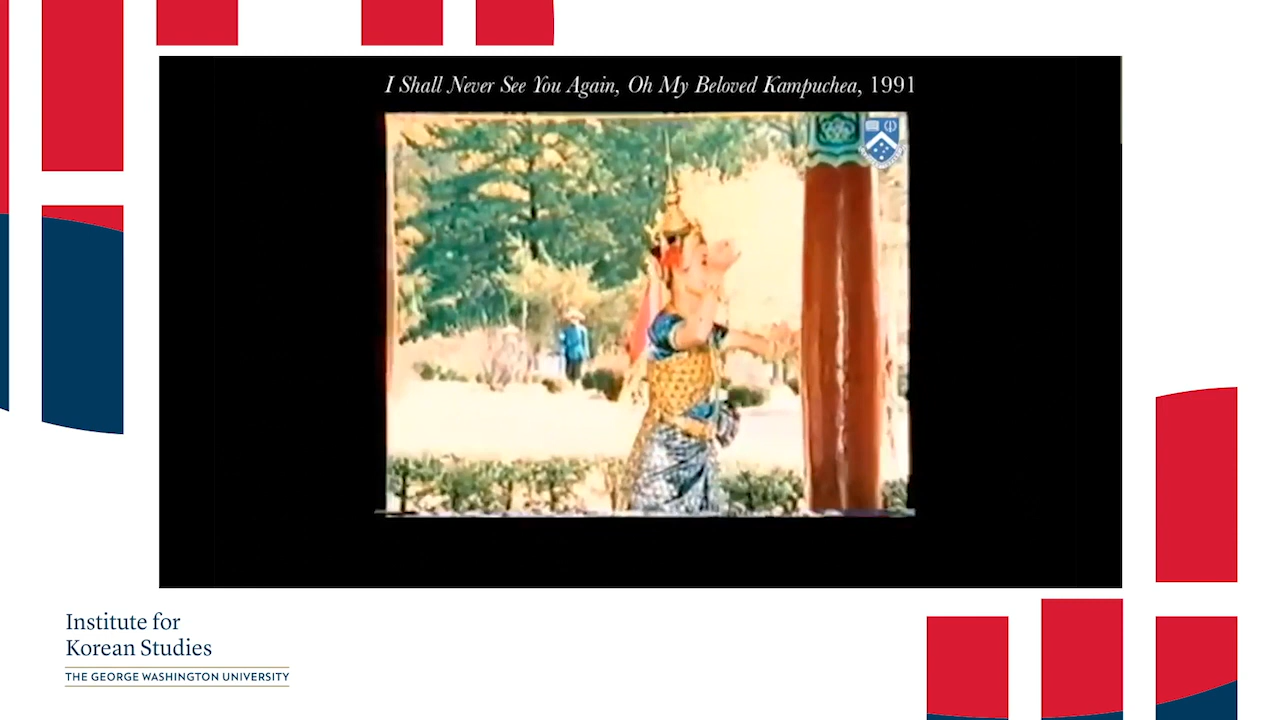 I Shall Never See You Again, Oh My Beloved Kampuchea, 1991
Institute for
Korean Studies
THE GEORGE WASHINGTON UNIVERSITY